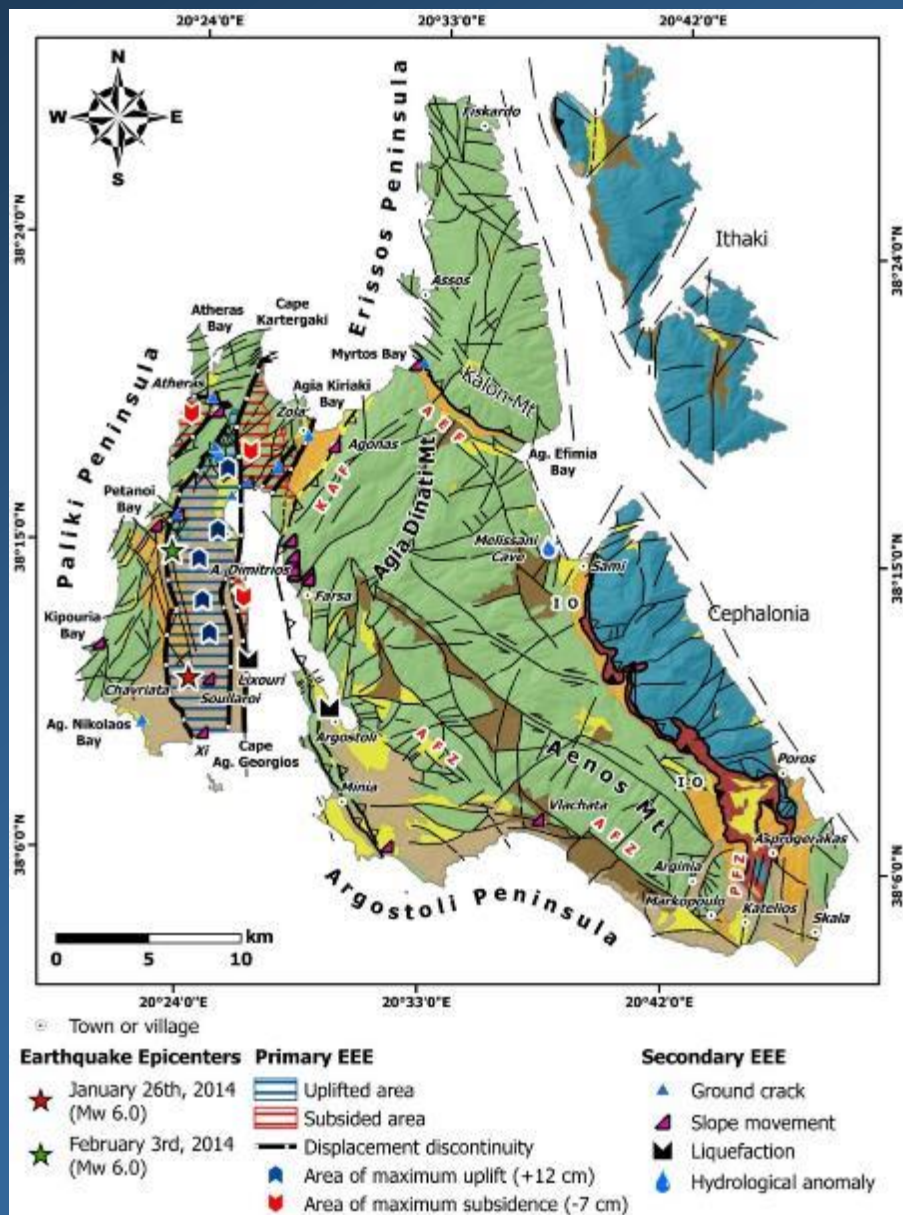 20°24'0"E
20°33'0"E
20°42'0"E
N
W
E
S
Fiskardo
Erissos Peninsula
38°24'0"N
38°24'0"N
Ithaki
Assos
Atheras
Bay
Cape
Kartergaki
Myrtos Bay
Kalon-Mt
Atheras
Agia Kiriaki
Bay
Zola
Agonas
A E F
K A F
Ag. Efimia
Bay
Paliki Peninsula
Petanoi
Bay
Agia Dinati Mt
38°15'0"N
38°15'0"N
Melissani
Cave
Sami
A. Dimitrios
Farsa
I O
Cephalonia
Kipouria
Bay
Lixouri
Chavriata
Soullaroi
Ag. Nikolaos
Bay
Xi
Cape
Ag. Georgios
Argostoli
A F Z
Aenos Mt
I O
Poros
Minia
Vlachata
A F Z
Asprogerakas
38°6'0"N
38°6'0"N
Arginia
P F Z
Markopoulo
Katelios
Skala
Argostoli Peninsula
km
0 5 10
20°24'0"E
20°33'0"E
20°42'0"E
Town or village
Earthquake Epicenters
January 26th, 2014
(Mw 6.0)
February 3rd, 2014
(Mw 6.0)
Primary EEE
Uplifted area
Subsided area
Displacement discontinuity
Area of maximum uplift (+12 cm)
Area of maximum subsidence (-7 cm)
Secondary EEE
Ground crack
Slope movement
Liquefaction
Hydrological anomaly